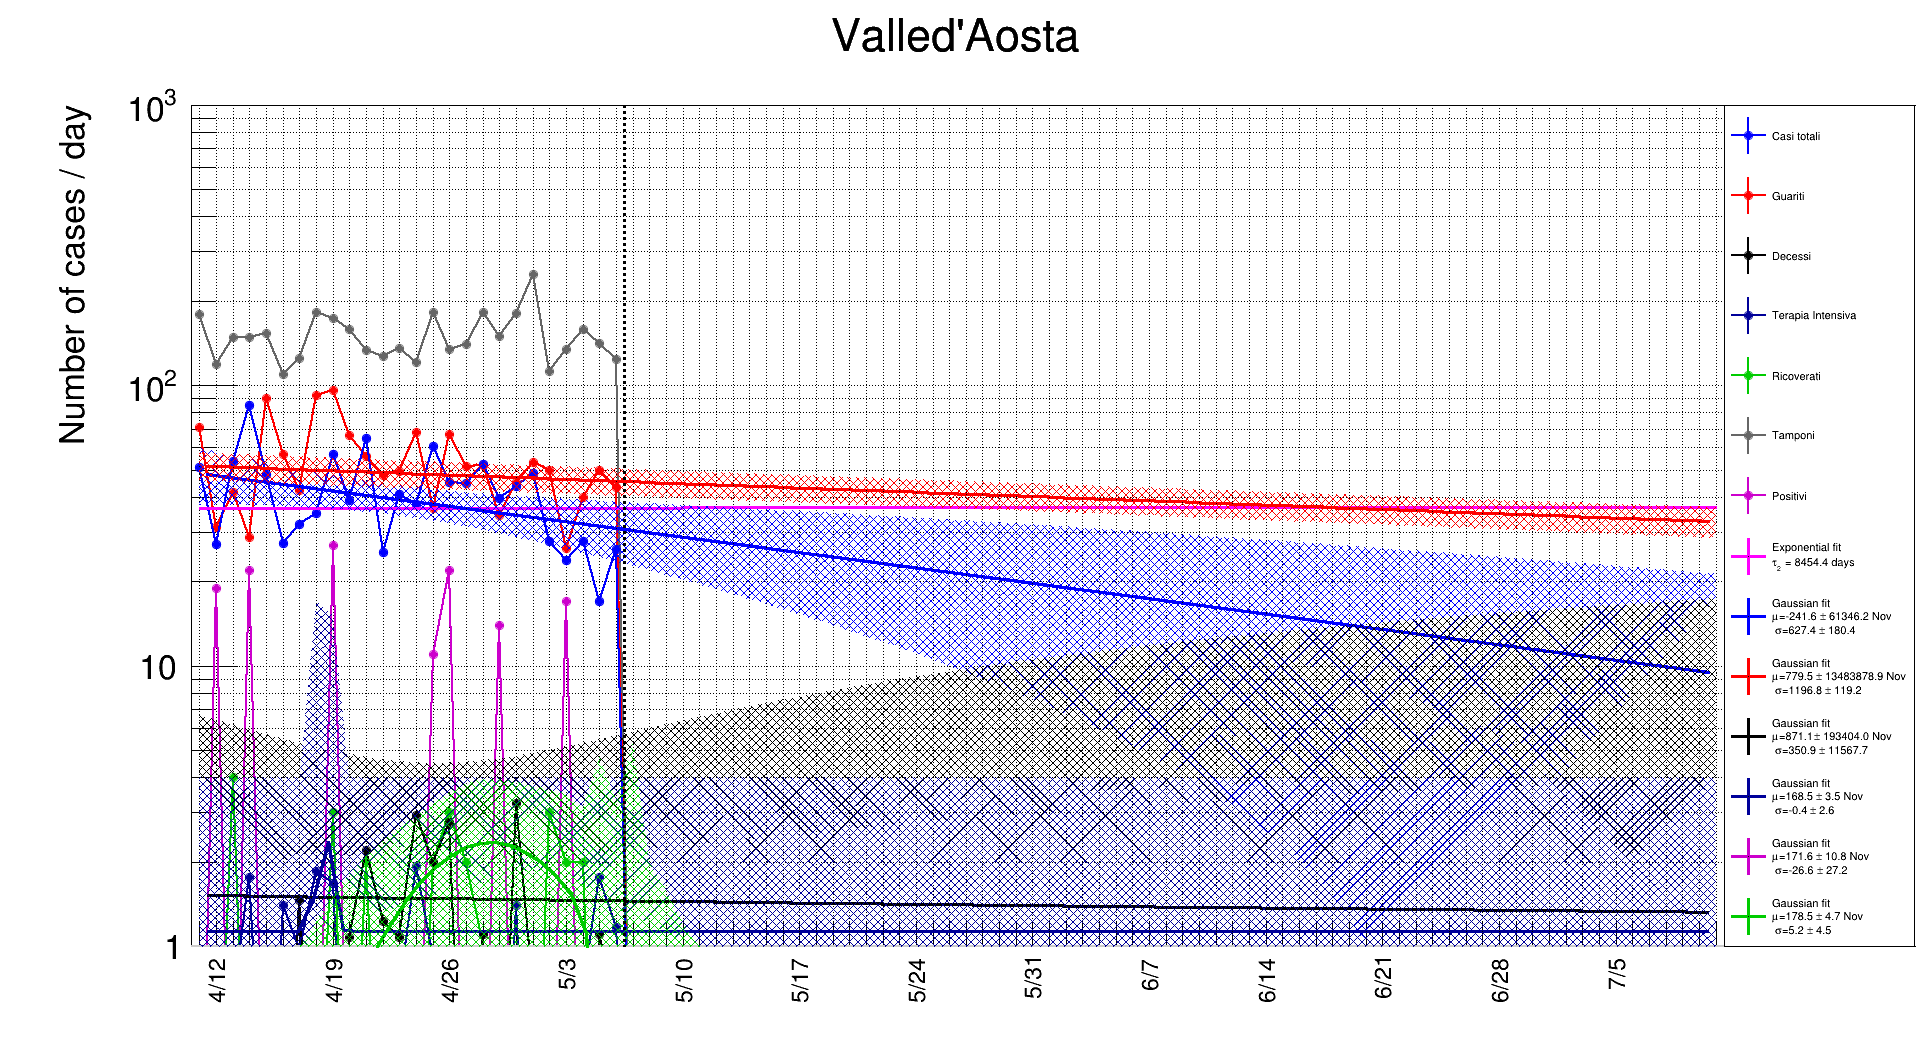 Valled'Aosta
Number of cases / day
10³
10²
10
1
4/12
4/19
4/26
5/3
5/10
5/17
5/24
5/31
6/7
6/14
6/21
6/28
7/5
Casi totali
Guariti
Decessi
Terapia Intensiva
Ricoverati
Tamponi
Positivi
Exponential fit
τ₂ = 8454.4 days
Gaussian fit
μ=-241.6 ± 61346.2 Nov
σ=627.4 ± 180.4
Gaussian fit
μ=779.5 ± 13483878.9 Nov
σ=1196.8 ± 119.2
Gaussian fit
μ=871.1 ± 193404.0 Nov
σ=350.9 ± 11567.7
Gaussian fit
μ=168.5 ± 3.5 Nov
σ=-0.4 ± 2.6
Gaussian fit
μ=171.6 ± 10.8 Nov
σ=-26.6 ± 27.2
Gaussian fit
μ=178.5 ± 4.7 Nov
σ=5.2 ± 4.5